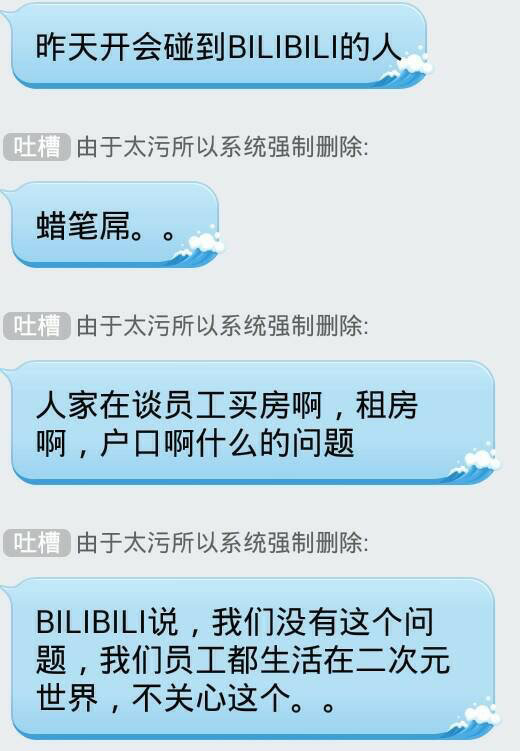 昨天开会碰到BILIBILI的人
吐槽 由于太污所以系统强制删除:
蜡笔屌。。
吐槽 由于太污所以系统强制删除:
人家在谈员工买房啊，租房
啊，户口啊什么的问题
吐槽 由于太污所以系统强制删除:
BILIBILI说，我们没有这个问
题，我们员工都生活在二次元
世界，不关心这个。。